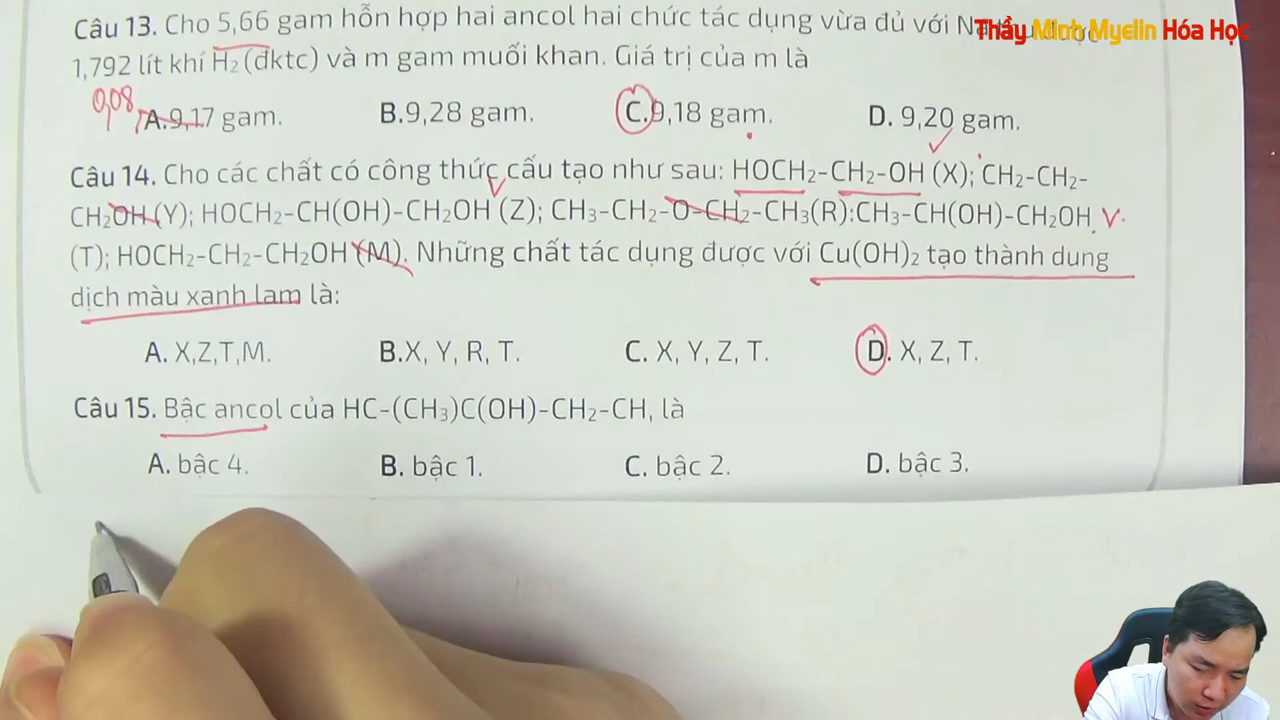 Câu 13. Cho 5,66 gam hỗn hợp hai ancol hai chức tác dụng vừa đủ với
Thầy Minh Myelin Hóa Học
1,792 lít khí H₂ (đktc) và m gam muối khan. Giá trị của m là
0,08
A. 9,17 gam. B.9,28 gam. C. 9,18 gam. D. 9,20 gam.
Câu 14. Cho các chất có công thức cấu tạo như sau: HOCH₂-CH₂-OH (X); CH₂-CH₂-
CH₂OH (Y); HOCH₂-CH(OH)-CH₂OH (Z); CH₃-CH₂-O-CH₂-CH₃(R):CH₃-CH(OH)-CH₂OH
(T); HOCH₂-CH₂-CH₂OH (M). Những chất tác dụng được với Cu(OH)₂ tạo thành dung
dịch màu xanh lam là:
A. X,Z,T,M. B.X, Y, R, T. C. X, Y, Z, T. D. X, Z, T.
Câu 15. Bậc ancol của HC-(CH₃)C(OH)-CH₂-CH, là
A. bậc 4. B. bậc 1. C. bậc 2. D. bậc 3.